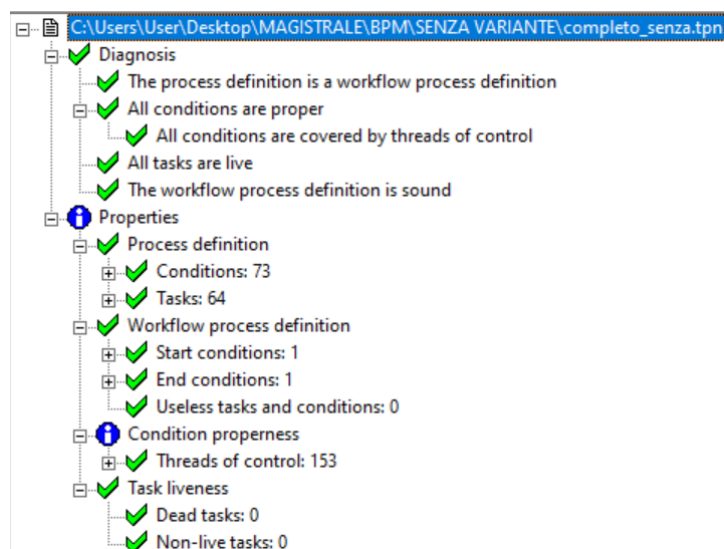 C:\Users\User\Desktop\MAGISTRALE\BPM\SENZA VARIANTE\completo_senza.tpn
Diagnosis
The process definition is a workflow process definition
All conditions are proper
All conditions are covered by threads of control
All tasks are live
The workflow process definition is sound
Properties
Process definition
Conditions: 73
Tasks: 64
Workflow process definition
Start conditions: 1
End conditions: 1
Useless tasks and conditions: 0
Condition properness
Threads of control: 153
Task liveness
Dead tasks: 0
Non-live tasks: 0